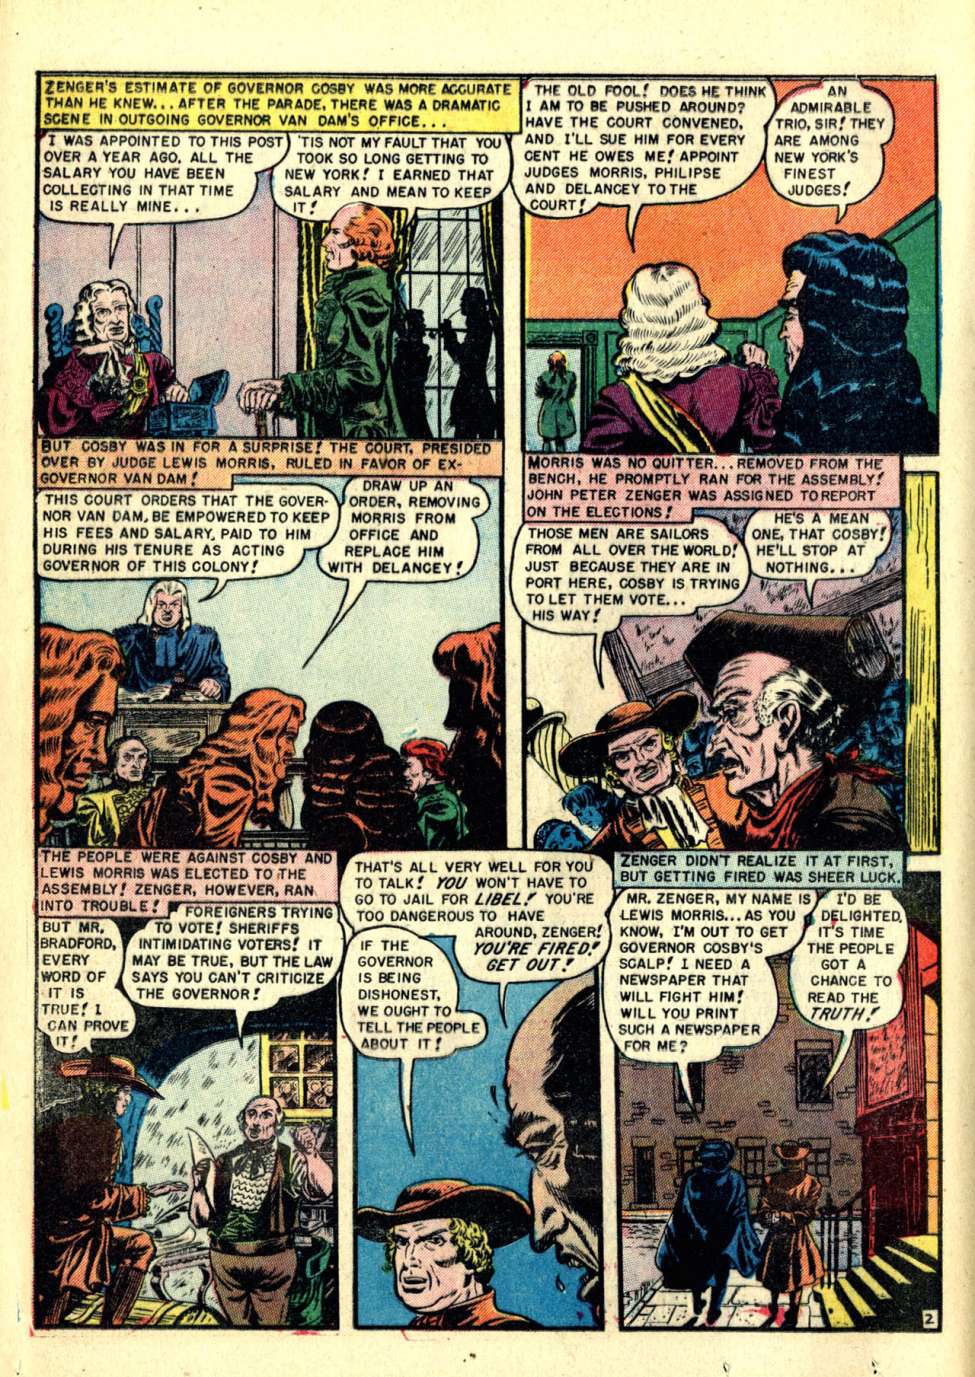 ZENGER'S ESTIMATE OF GOVERNOR COSBY WAS MORE ACCURATE
THAN HE KNEW... AFTER THE PARADE, THERE WAS A DRAMATIC
SCENE IN OUTGOING GOVERNOR VAN DAM'S OFFICE...
I WAS APPOINTED TO THIS POST
OVER A YEAR AGO. ALL THE
SALARY YOU HAVE BEEN
COLLECTING IN THAT TIME
IS REALLY MINE...
'TIS NOT MY FAULT THAT YOU
TOOK SO LONG GETTING TO
NEW YORK! I EARNED THAT
SALARY AND MEAN TO KEEP
IT!
THE OLD FOOL! DOES HE THINK
I AM TO BE PUSHED AROUND?
HAVE THE COURT CONVENED,
AND I'LL SUE HIM FOR EVERY
CENT HE OWES ME! APPOINT
JUDGES MORRIS, PHILIPSE
AND DELANCEY TO THE
COURT!
AN
ADMIRABLE
TRIO, SIR! THEY
ARE AMONG
NEW YORK'S
FINEST
JUDGES!
BUT COSBY WAS IN FOR A SURPRISE! THE COURT, PRESIDED
OVER BY JUDGE LEWIS MORRIS, RULED IN FAVOR OF EX-
GOVERNOR VAN DAM!
THIS COURT ORDERS THAT THE GOVER-
NOR VAN DAM, BE EMPOWERED TO KEEP
HIS FEES AND SALARY, PAID TO HIM
DURING HIS TENURE AS ACTING
GOVERNOR OF THIS COLONY!
DRAW UP AN
ORDER, REMOVING
MORRIS FROM
OFFICE AND
REPLACE HIM
WITH DELANCEY!
MORRIS WAS NO QUITTER... REMOVED FROM THE
BENCH, HE PROMPTLY RAN FOR THE ASSEMBLY!
JOHN PETER ZENGER WAS ASSIGNED TO REPORT
ON THE ELECTIONS!
THOSE MEN ARE SAILORS
FROM ALL OVER THE WORLD!
JUST BECAUSE THEY ARE IN
PORT HERE, COSBY IS TRYING
TO LET THEM VOTE...
HIS WAY!
HE'S A MEAN
ONE, THAT COSBY!
HE'LL STOP AT
NOTHING...
THE PEOPLE WERE AGAINST COSBY AND
LEWIS MORRIS WAS ELECTED TO THE
ASSEMBLY! ZENGER, HOWEVER, RAN
INTO TROUBLE!
BUT MR.
BRADFORD,
EVERY
WORD OF
IT IS
TRUE! I
CAN PROVE
IT!
FOREIGNERS TRYING
TO VOTE! SHERIFFS
INTIMIDATING VOTERS! IT
MAY BE TRUE, BUT THE LAW
SAYS YOU CAN'T CRITICIZE
THE GOVERNOR!
THAT'S ALL VERY WELL FOR YOU
TO TALK! YOU WON'T HAVE TO
GO TO JAIL FOR LIBEL! YOU'RE
TOO DANGEROUS TO HAVE
AROUND, ZENGER!
YOU'RE FIRED!
GET OUT!
IF THE
GOVERNOR
IS BEING
DISHONEST,
WE OUGHT TO
TELL THE PEOPLE
ABOUT IT!
ZENGER DIDN'T REALIZE IT AT FIRST,
BUT GETTING FIRED WAS SHEER LUCK.
MR. ZENGER, MY NAME IS
LEWIS MORRIS... AS YOU
KNOW, I'M OUT TO GET
GOVERNOR COSBY'S
SCALP! I NEED A
NEWSPAPER THAT
WILL FIGHT HIM!
WILL YOU PRINT
SUCH A NEWSPAPER
FOR ME?
I'D BE
DELIGHTED.
IT'S TIME
THE PEOPLE
GOT A
CHANCE TO
READ THE
TRUTH!
2